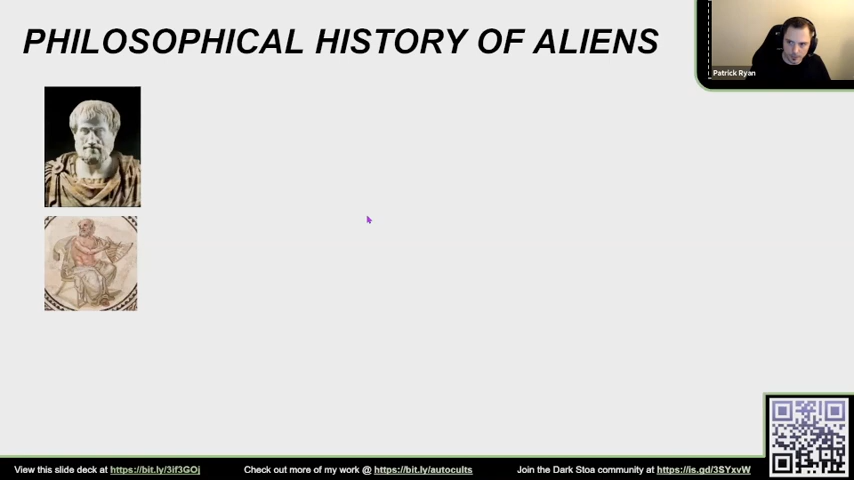 PHILOSOPHICAL HISTORY OF ALIENS
Patrick Ryan
View this slide deck at https://bit.ly/3if3GOj
Check out more of my work @ https://bit.ly/autocults
Join the Dark Stoa community at https://is.gd/3SYxvW